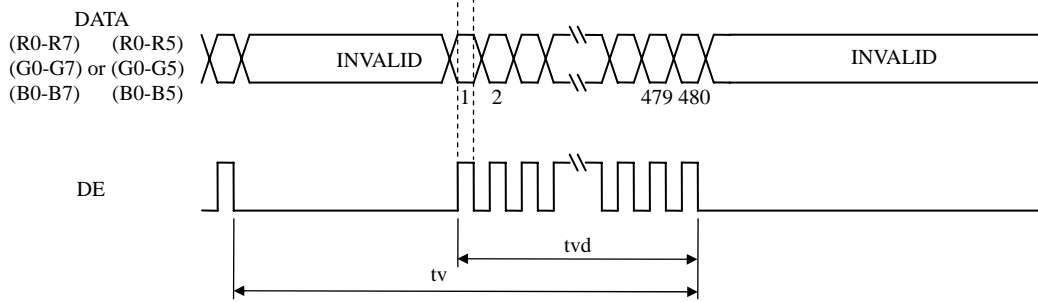 DATA
(R0-R7) (R0-R5)
(G0-G7) or (G0-G5)
(B0-B7) (B0-B5)
INVALID
INVALID
1 2 479 480
DE
tvd
tv